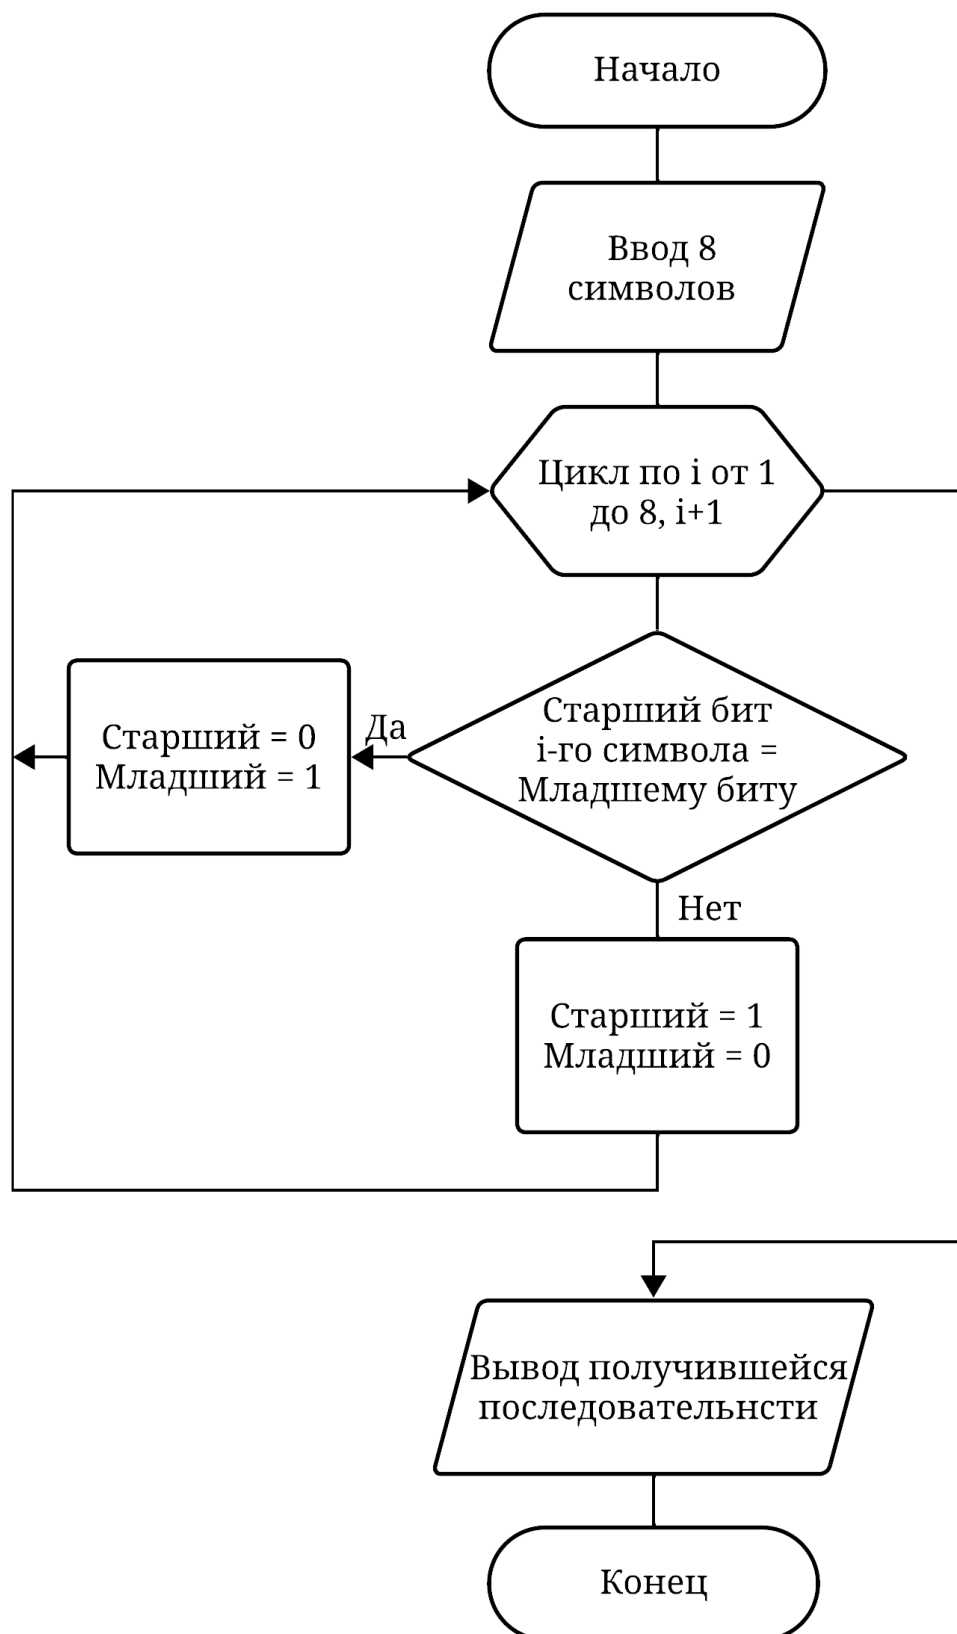 Начало
Ввод 8
символов
Цикл по i от 1
до 8, i+1
Старший бит
i-го символа =
Младшему биту
Да
Старший = 0
Младший = 1
Нет
Старший = 1
Младший = 0
Вывод получившейся
последовательнсти
Конец